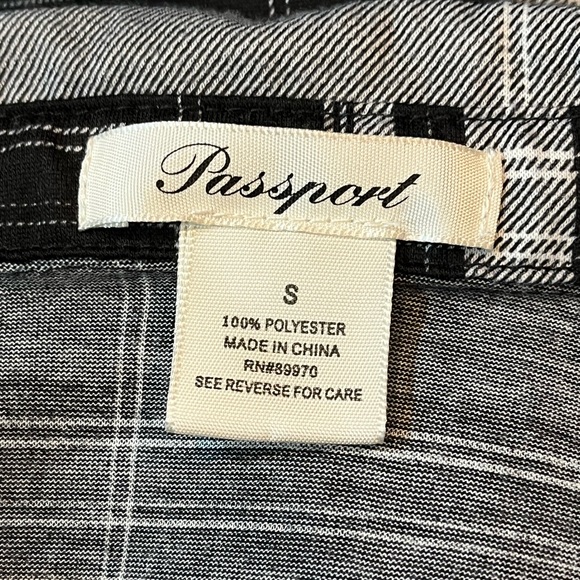 Passport
S
100% POLYESTER
MADE IN CHINA
RN#89970
SEE REVERSE FOR CARE